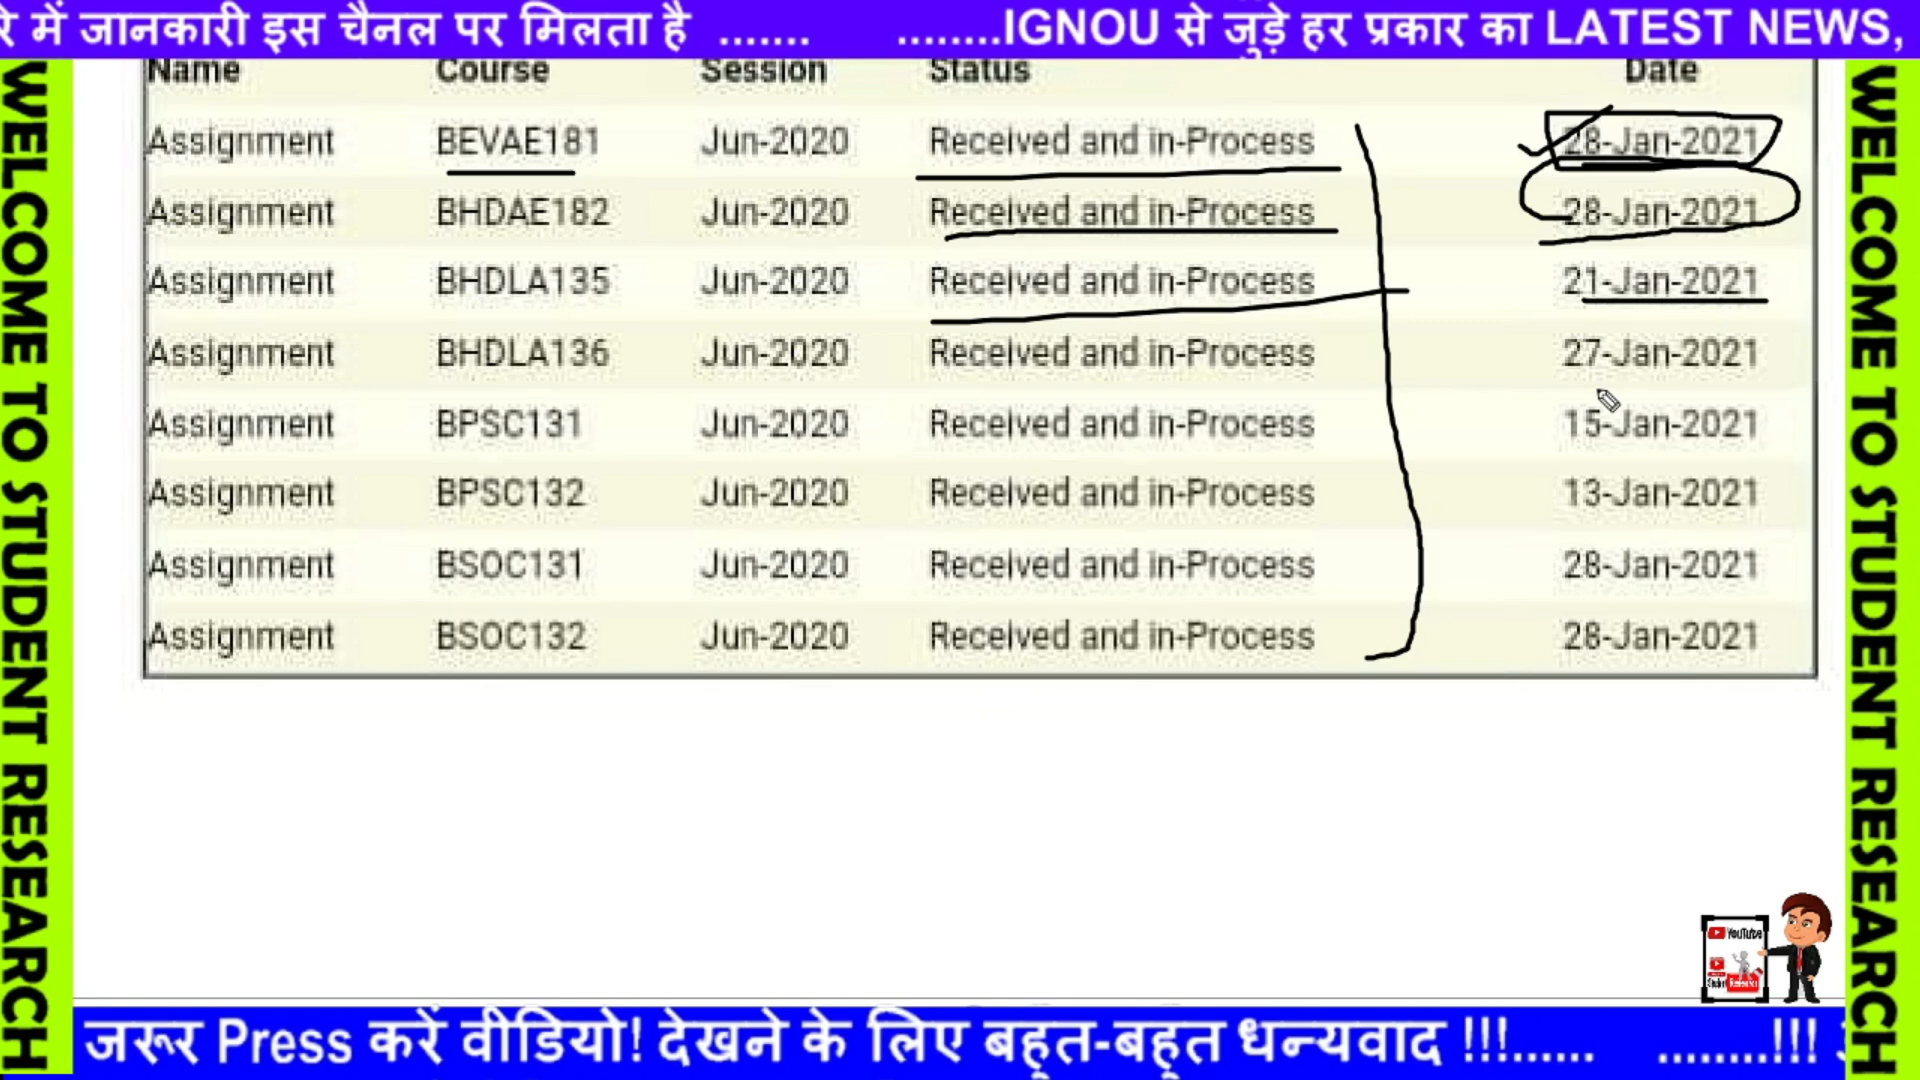 रे में जानकारी इस चैनल पर मिलता है ....... ........IGNOU से जुड़े हर प्रकार का LATEST NEWS,
WELCOME TO STUDENT RESEARCH
Name Course Session Status Date
Assignment BEVAE181 Jun-2020 Received and in-Process 28-Jan-2021
Assignment BHDAE182 Jun-2020 Received and in-Process 28-Jan-2021
Assignment BHDLA135 Jun-2020 Received and in-Process 21-Jan-2021
Assignment BHDLA136 Jun-2020 Received and in-Process 27-Jan-2021
Assignment BPSC131 Jun-2020 Received and in-Process 15-Jan-2021
Assignment BPSC132 Jun-2020 Received and in-Process 13-Jan-2021
Assignment BSOC131 Jun-2020 Received and in-Process 28-Jan-2021
Assignment BSOC132 Jun-2020 Received and in-Process 28-Jan-2021
WELCOME TO STUDENT RESEARCH
YouTube
जरूर Press करें वीडियो! देखने के लिए बहुत-बहुत धन्यवाद !!!...... ........!!!